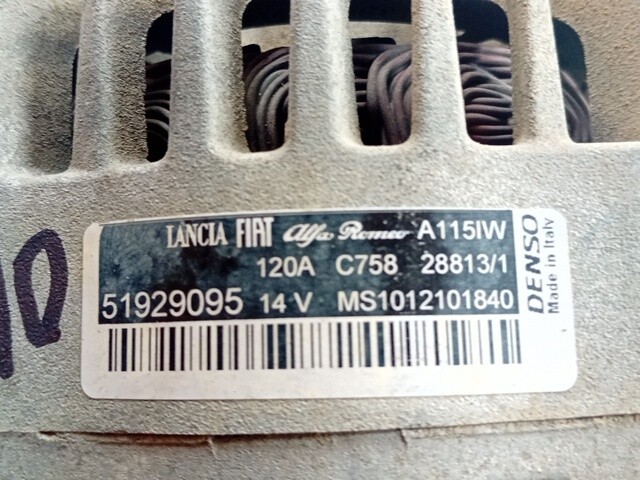 LANCIA FIAT Alfa Romeo A115IW
120A C758 28813/1
51929095 14 V MS1012101840
DENSO
Made in Italy